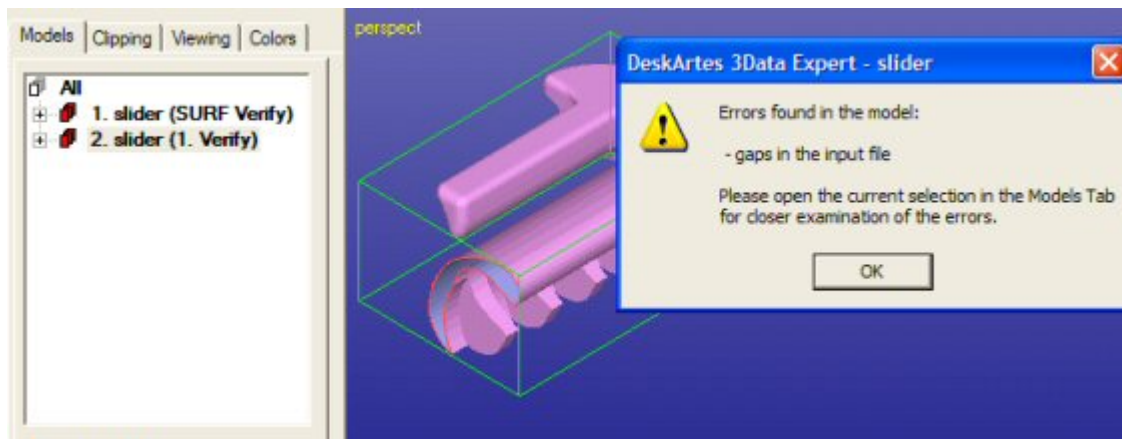 Models
Clipping
Viewing
Colors
All
1. slider (SURF Verify)
2. slider (1. Verify)
perspect
DeskArtes 3Data Expert - slider
Errors found in the model:
- gaps in the input file
Please open the current selection in the Models Tab
for closer examination of the errors.
OK